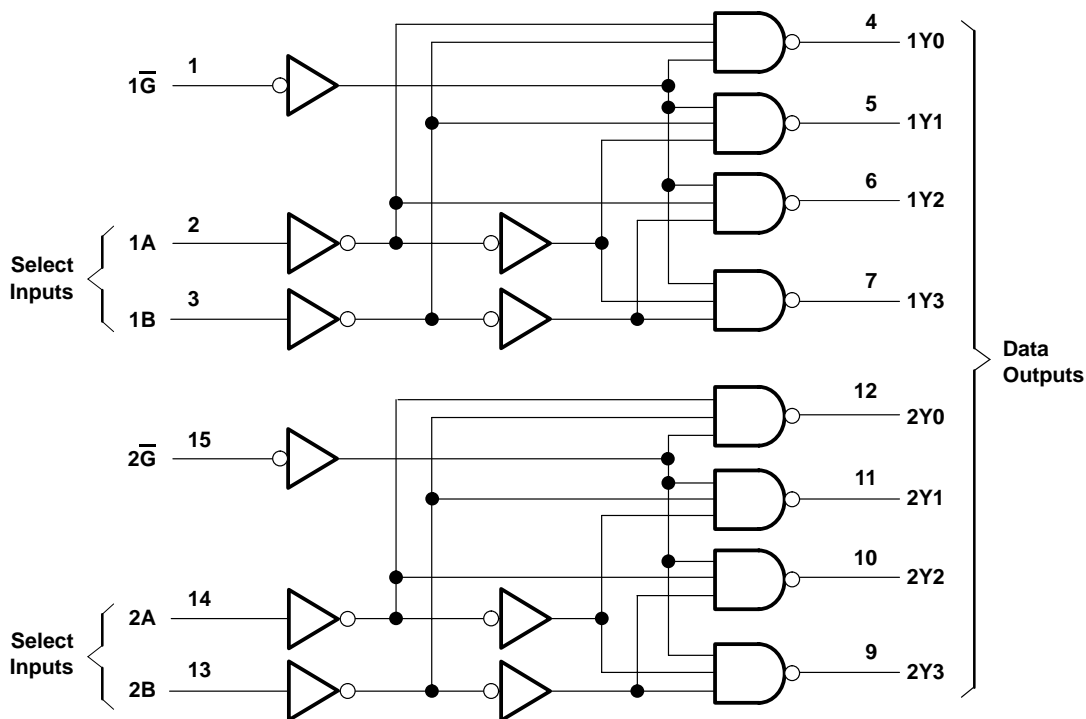 4
1Y0
1
1G̅
5
1Y1
6
1Y2
2
1A
Select
Inputs
3
1B
7
1Y3
Data
Outputs
12
2Y0
15
2G̅
11
2Y1
10
2Y2
14
2A
Select
Inputs
13
2B
9
2Y3